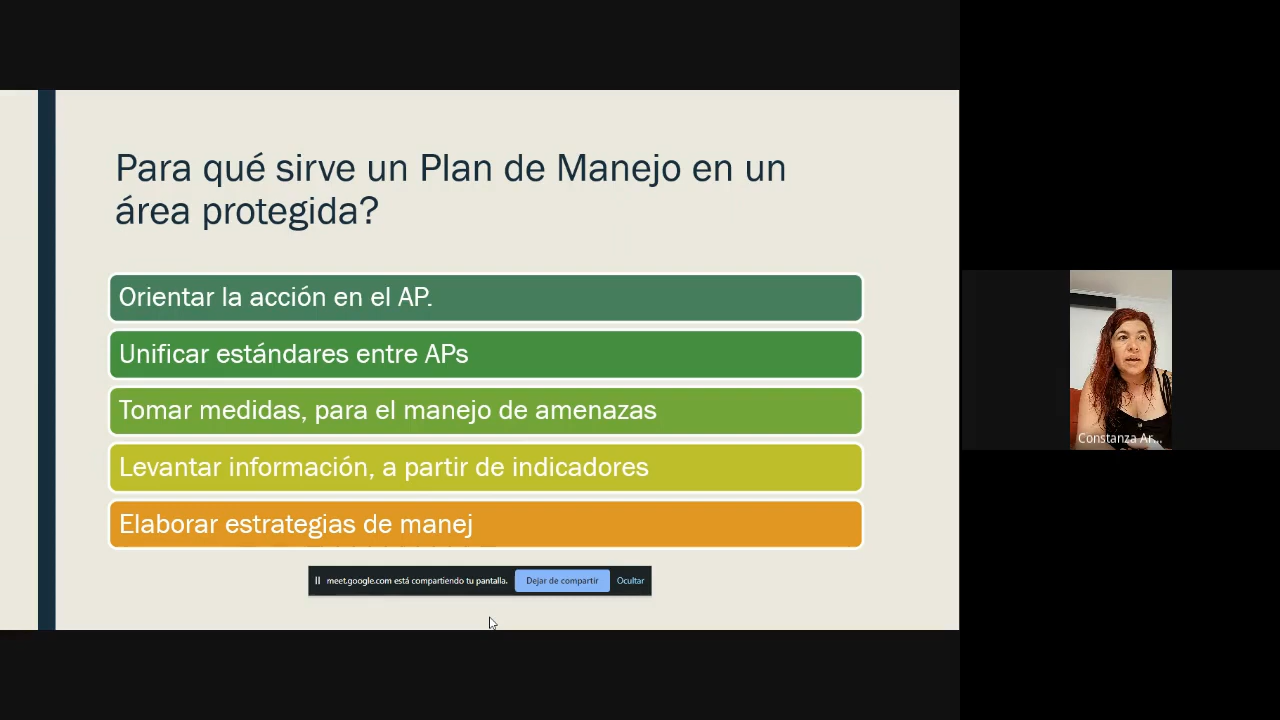 Para qué sirve un Plan de Manejo en un
área protegida?
Orientar la acción en el AP.
Unificar estándares entre APs
Tomar medidas, para el manejo de amenazas
Levantar información, a partir de indicadores
Elaborar estrategias de manej
meet.google.com está compartiendo tu pantalla.
Dejar de compartir
Ocultar
Constanza Ar...